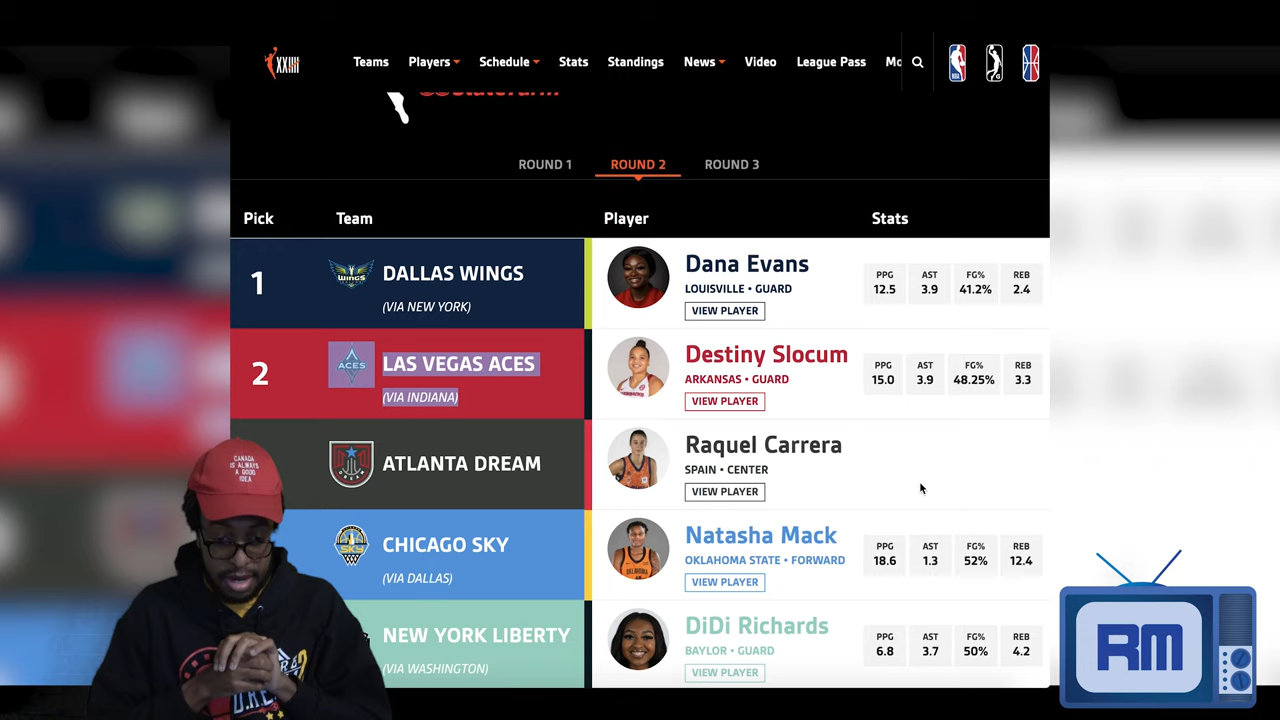 XXIIII
Teams Players Schedule Stats Standings News Video League Pass Mo
StateFarm
ROUND 1 ROUND 2 ROUND 3
Pick Team Player Stats
1 DALLAS WINGS
(VIA NEW YORK)
Dana Evans
LOUISVILLE • GUARD
VIEW PLAYER
PPG AST FG% REB
12.5 3.9 41.2% 2.4
2 LAS VEGAS ACES
(VIA INDIANA)
Destiny Slocum
ARKANSAS • GUARD
VIEW PLAYER
PPG AST FG% REB
15.0 3.9 48.25% 3.3
ATLANTA DREAM
Raquel Carrera
SPAIN • CENTER
VIEW PLAYER
CHICAGO SKY
(VIA DALLAS)
Natasha Mack
OKLAHOMA STATE • FORWARD
VIEW PLAYER
PPG AST FG% REB
18.6 1.3 52% 12.4
NEW YORK LIBERTY
(VIA WASHINGTON)
DiDi Richards
BAYLOR • GUARD
VIEW PLAYER
PPG AST FG% REB
6.8 3.7 50% 4.2
CANADA
IS ALWAYS
A GOOD
IDEA
RM